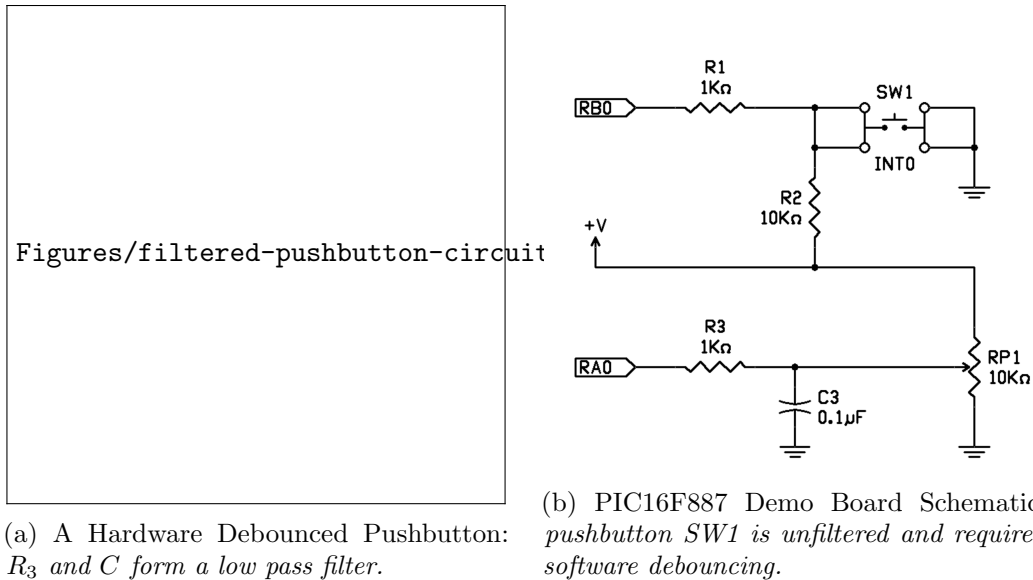 Figures/filtered-pushbutton-circuit
(a) A Hardware Debounced Pushbutton:
R3 and C form a low pass filter.
R1
1KΩ
RB0
SW1
INT0
R2
10KΩ
+V
R3
1KΩ
RA0
RP1
10KΩ
C3
0.1µF
(b) PIC16F887 Demo Board Schematic
pushbutton SW1 is unfiltered and require
software debouncing.